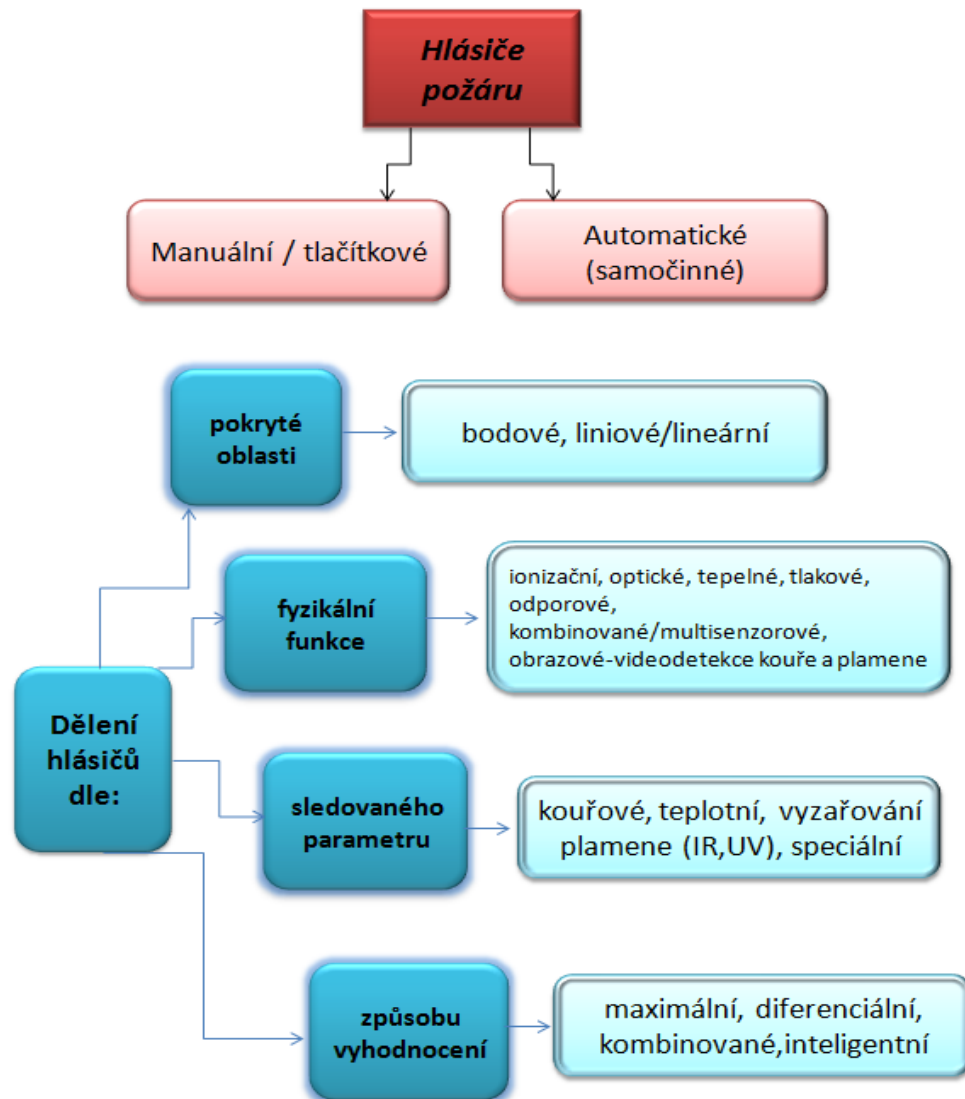 Hlásiče
požáru
Manuální / tlačítkové
Automatické
(samočinné)
pokryté
oblasti
bodové, liniové/lineární
fyzikální
funkce
ionizační, optické, tepelné, tlakové,
odporové,
kombinované/multisenzorové,
obrazové-videodetekce kouře a plamene
Dělení
hlásičů
dle:
sledovaného
parametru
kouřové, teplotní, vyzařování
plamene (IR,UV), speciální
způsobu
vyhodnocení
maximální, diferenciální,
kombinované,inteligentní